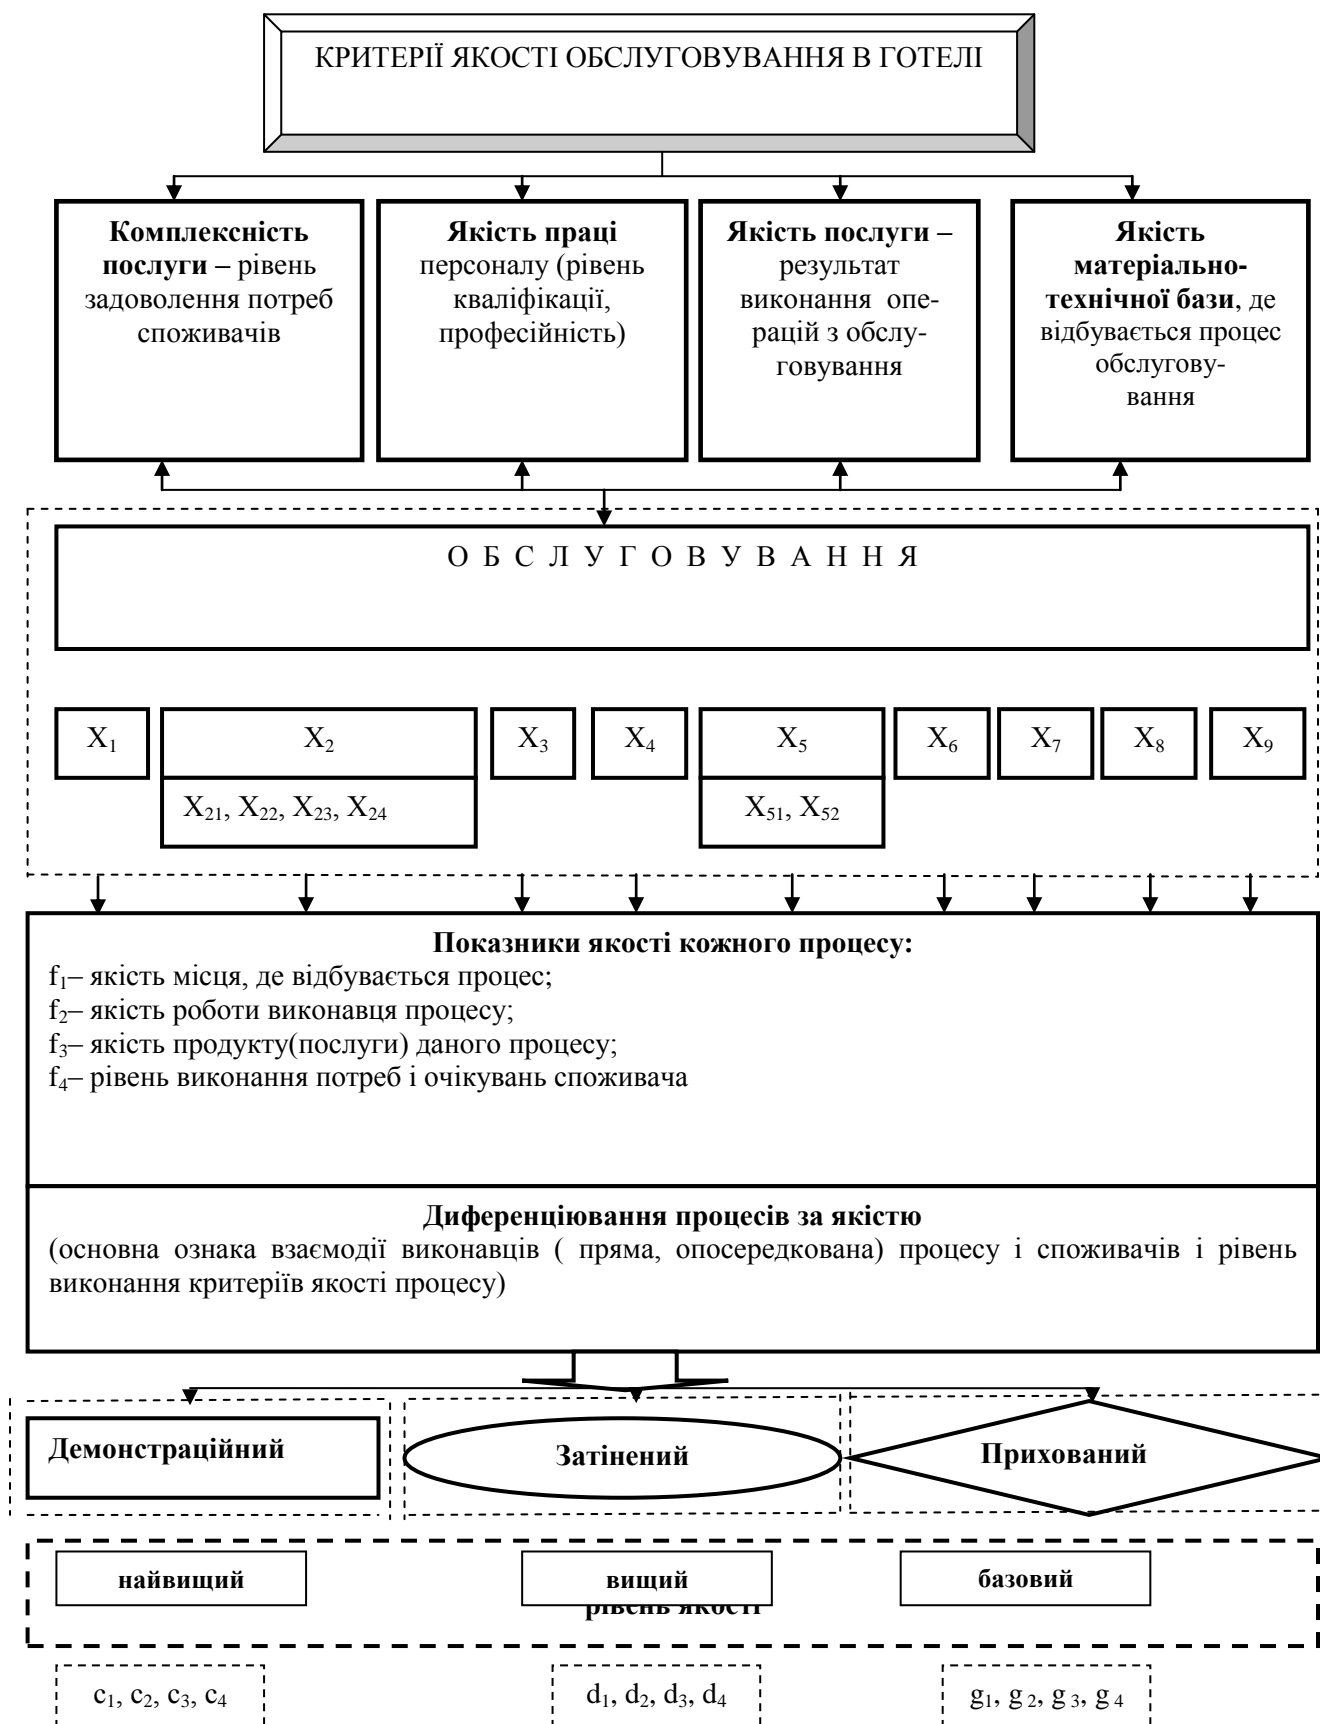 КРИТЕРІЇ ЯКОСТІ ОБСЛУГОВУВАННЯ В ГОТЕЛІ
Комплексність
послуги – рівень
задоволення потреб
споживачів
Якість праці
персоналу (рівень
кваліфікації,
професійність)
Якість послуги –
результат
виконання опе-
рацій з обслу-
говування
Якість
матеріально-
технічної бази, де
відбувається процес
обслугову-
вання
О Б С Л У Г О В У В А Н Н Я
X1
X2
X3
X4
X5
X6
X7
X8
X9
X21, X22, X23, X24
X51, X52
Показники якості кожного процесу:
f1– якість місця, де відбувається процес;
f2– якість роботи виконавця процесу;
f3– якість продукту(послуги) даного процесу;
f4– рівень виконання потреб і очікувань споживача
Диференціювання процесів за якістю
(основна ознака взаємодії виконавців ( пряма, опосередкована) процесу і споживачів і рівень
виконання критеріїв якості процесу)
Демонстраційний
Затінений
Прихований
найвищий
вищий
базовий
рівень якості
c1, c2, c3, c4
d1, d2, d3, d4
g1, g 2, g 3, g 4